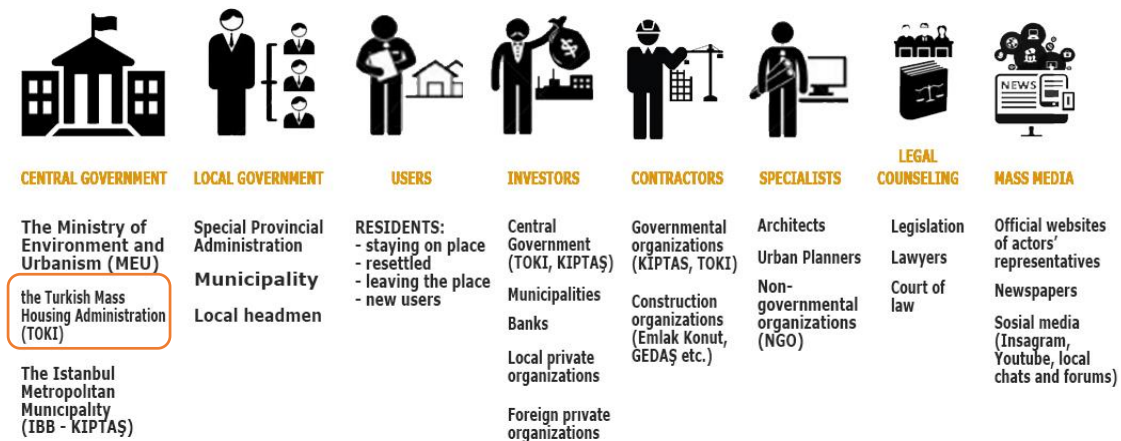 NEWS
CENTRAL GOVERNMENT
The Ministry of
Environment and
Urbanism (MEU)
the Turkish Mass
Housing Administration
(TOKI)
The Istanbul
Metropolitan
Municipality
(IBB - KIPTAŞ)
LOCAL GOVERNMENT
Special Provincial
Administration
Municipality
Local headmen
USERS
RESIDENTS:
- staying on place
- resettled
- leaving the place
- new users
INVESTORS
Central
Government
(TOKI, KIPTAŞ)
Municipalities
Banks
Local private
organizations
Foreign private
organizations
CONTRACTORS
Governmental
organizations
(KIPTAS, TOKI)
Construction
organizations
(Emlak Konut,
GEDAŞ etc.)
SPECIALISTS
Architects
Urban Planners
Non-
governmental
organizations
(NGO)
LEGAL
COUNSELING
Legislation
Lawyers
Court of
law
MASS MEDIA
Official websites
of actors’
representatives
Newspapers
Sosial media
(Insagram,
Youtube, local
chats and forums)